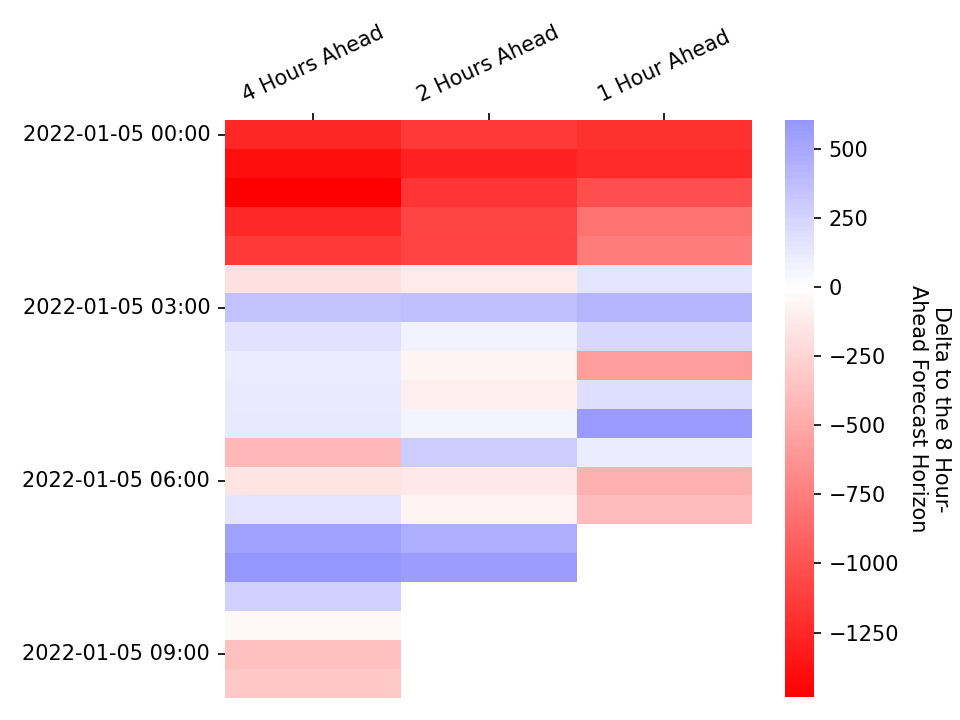 4 Hours Ahead
2 Hours Ahead
1 Hour Ahead
2022-01-05 00:00
2022-01-05 03:00
2022-01-05 06:00
2022-01-05 09:00
500
250
0
−250
−500
−750
−1000
−1250
Delta to the 8 Hour-
Ahead Forecast Horizon